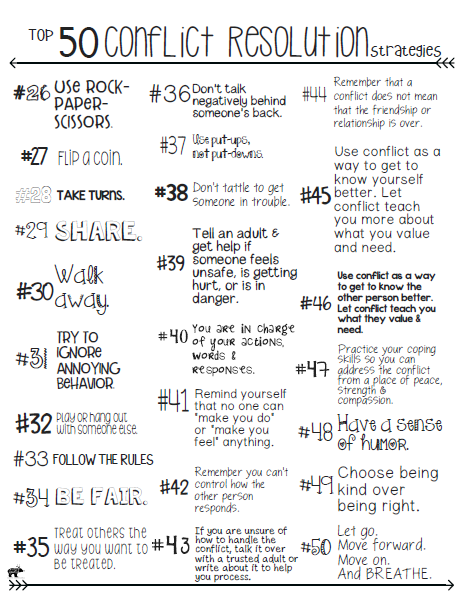 TOP 50 CONFLICT RESOLUTION strategies
#26 USE ROCK-
PAPER-
SCISSORS.
#27 FLIP A COIN.
#28 TAKE TURNS.
#29 SHARE.
#30 Walk
away.
#31 TRY TO
IGNORE
ANNOYING
BEHAVIOR.
#32 Play or hang out
with someone else.
#33 FOLLOW THE RULES
#34 BE FAIR.
#35 Treat others the
way you want to
be treated.
#36 Don't talk
negatively behind
someone's back.
#37 Use put-ups,
not put-downs.
#38 Don't tattle to get
someone in trouble.
#39 Tell an adult &
get help if
someone feels
unsafe, is getting
hurt, or is in
danger.
#40 You are in charge
of your actions,
words &
responses.
#41 Remind yourself
that no one can
"make you do"
or "make you
feel" anything.
#42 Remember you can't
control how the
other person
responds.
#43 If you are unsure of
how to handle the
conflict, talk it over
with a trusted adult or
write about it to help
you process.
#44 Remember that a
conflict does not mean
that the friendship or
relationship is over.
#45 Use conflict as a
way to get to
know yourself
better. Let
conflict teach
you more about
what you value
and need.
#46 Use conflict as a way
to get to know the
other person better.
Let conflict teach you
what they value &
need.
#47 Practice your coping
skills so you can
address the conflict
from a place of peace,
strength &
compassion.
#48 Have a sense
of humor.
#49 Choose being
kind over
being right.
#50 Let go.
Move forward.
Move on.
And BREATHE.